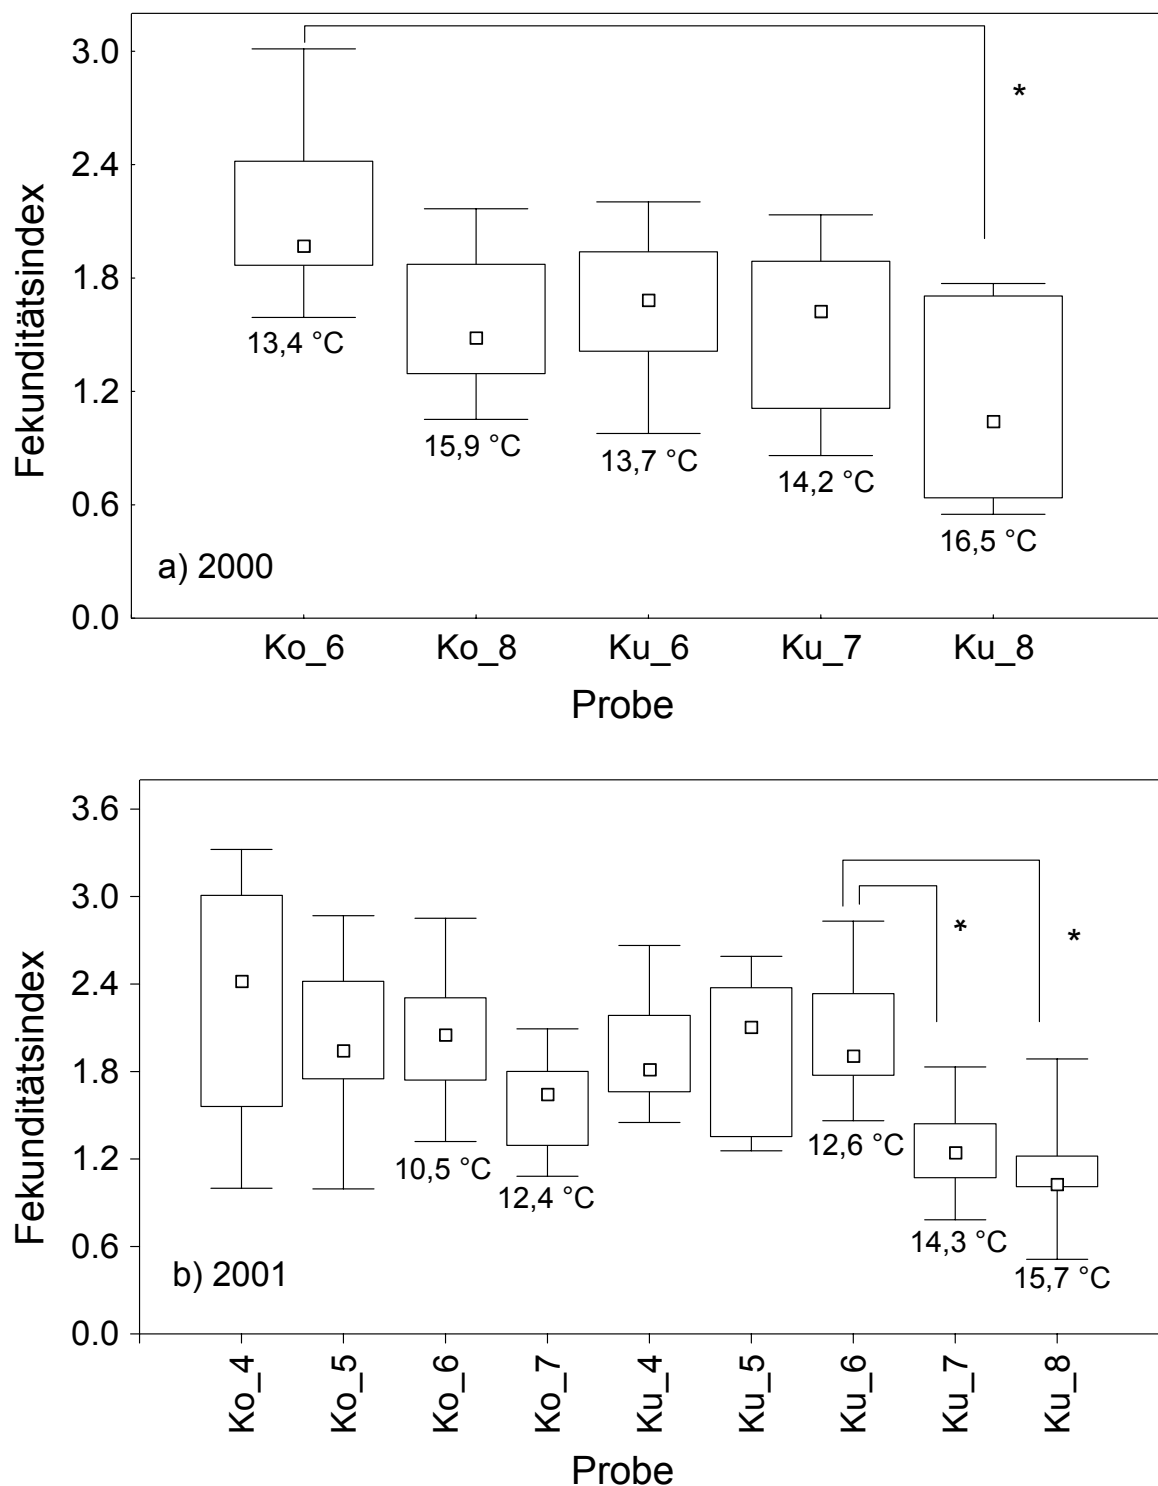 3.0
2.4
1.8
1.2
0.6
0.0
Fekunditätsindex
*
13,4 °C
15,9 °C
13,7 °C
14,2 °C
16,5 °C
a) 2000
Ko_6 Ko_8 Ku_6 Ku_7 Ku_8
Probe
3.6
3.0
2.4
1.8
1.2
0.6
0.0
Fekunditätsindex
* *
10,5 °C
12,4 °C
12,6 °C
14,3 °C
15,7 °C
b) 2001
Ko_4
Ko_5
Ko_6
Ko_7
Ku_4
Ku_5
Ku_6
Ku_7
Ku_8
Probe